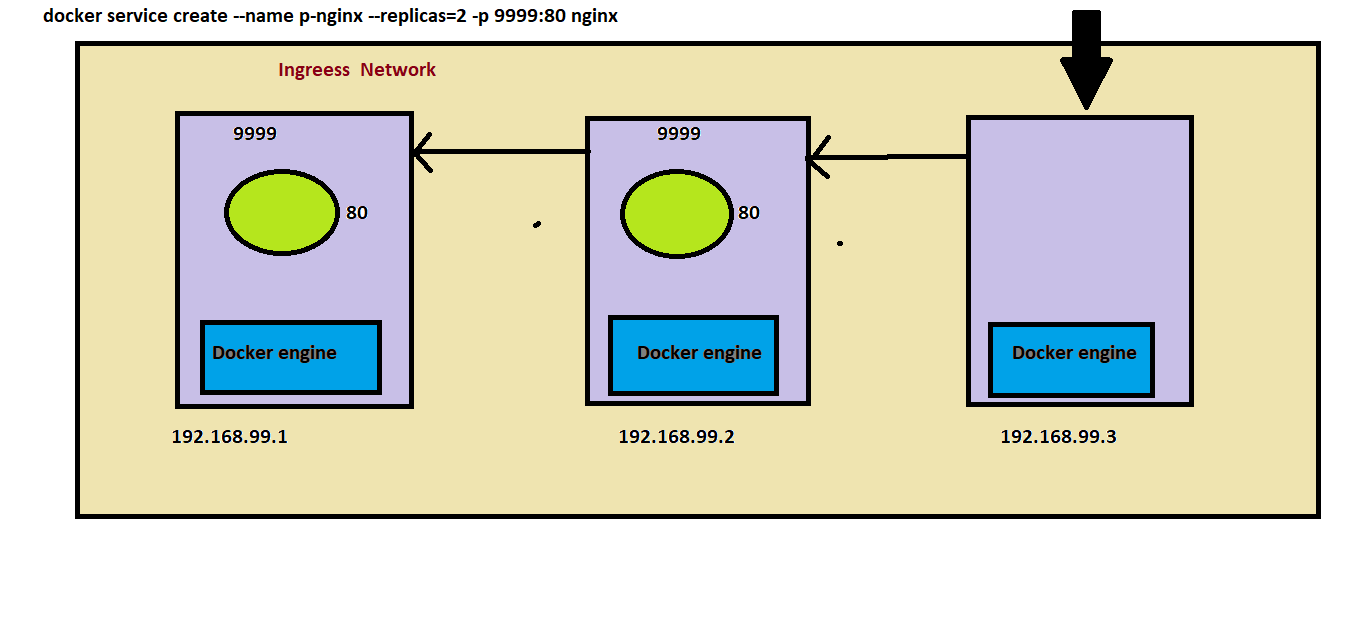 docker service create --name p-nginx --replicas=2 -p 9999:80 nginx
Ingreess Network
9999
9999
80
80
Docker engine
Docker engine
Docker engine
192.168.99.1
192.168.99.2
192.168.99.3